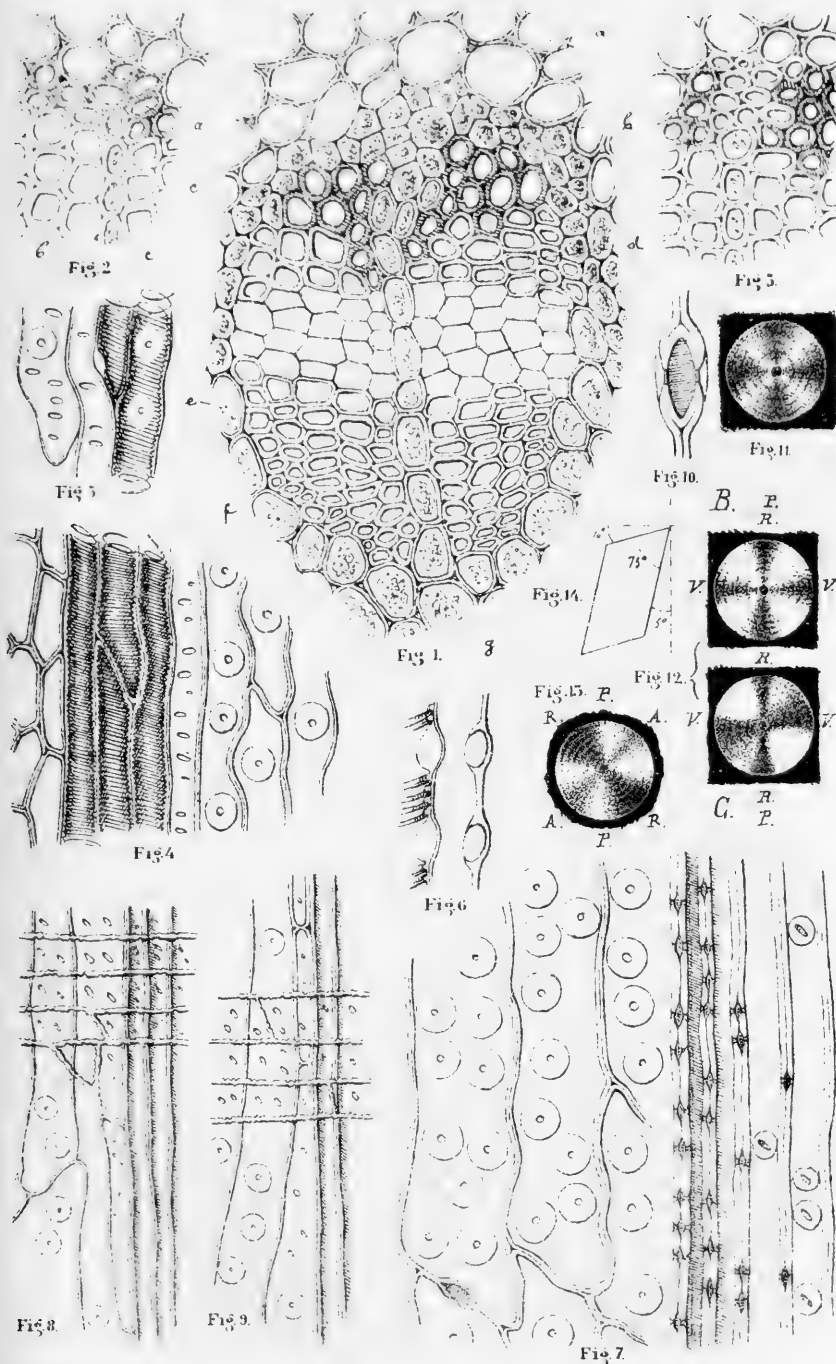 a
a
b
c
d
b
c
Fig. 2
Fig. 3.
e
Fig. 5
Fig. 10.
Fig. 11.
f
B. P.
R.
75°
V. V.
Fig. 14.
5°
Fig. 1. g
R.
Fig. 12.
Fig. 13.
P.
R. A.
V. V.
A. R.
P.
R.
C. P.
Fig. 4
Fig. 6
Fig. 8.
Fig. 9.
Fig. 7.